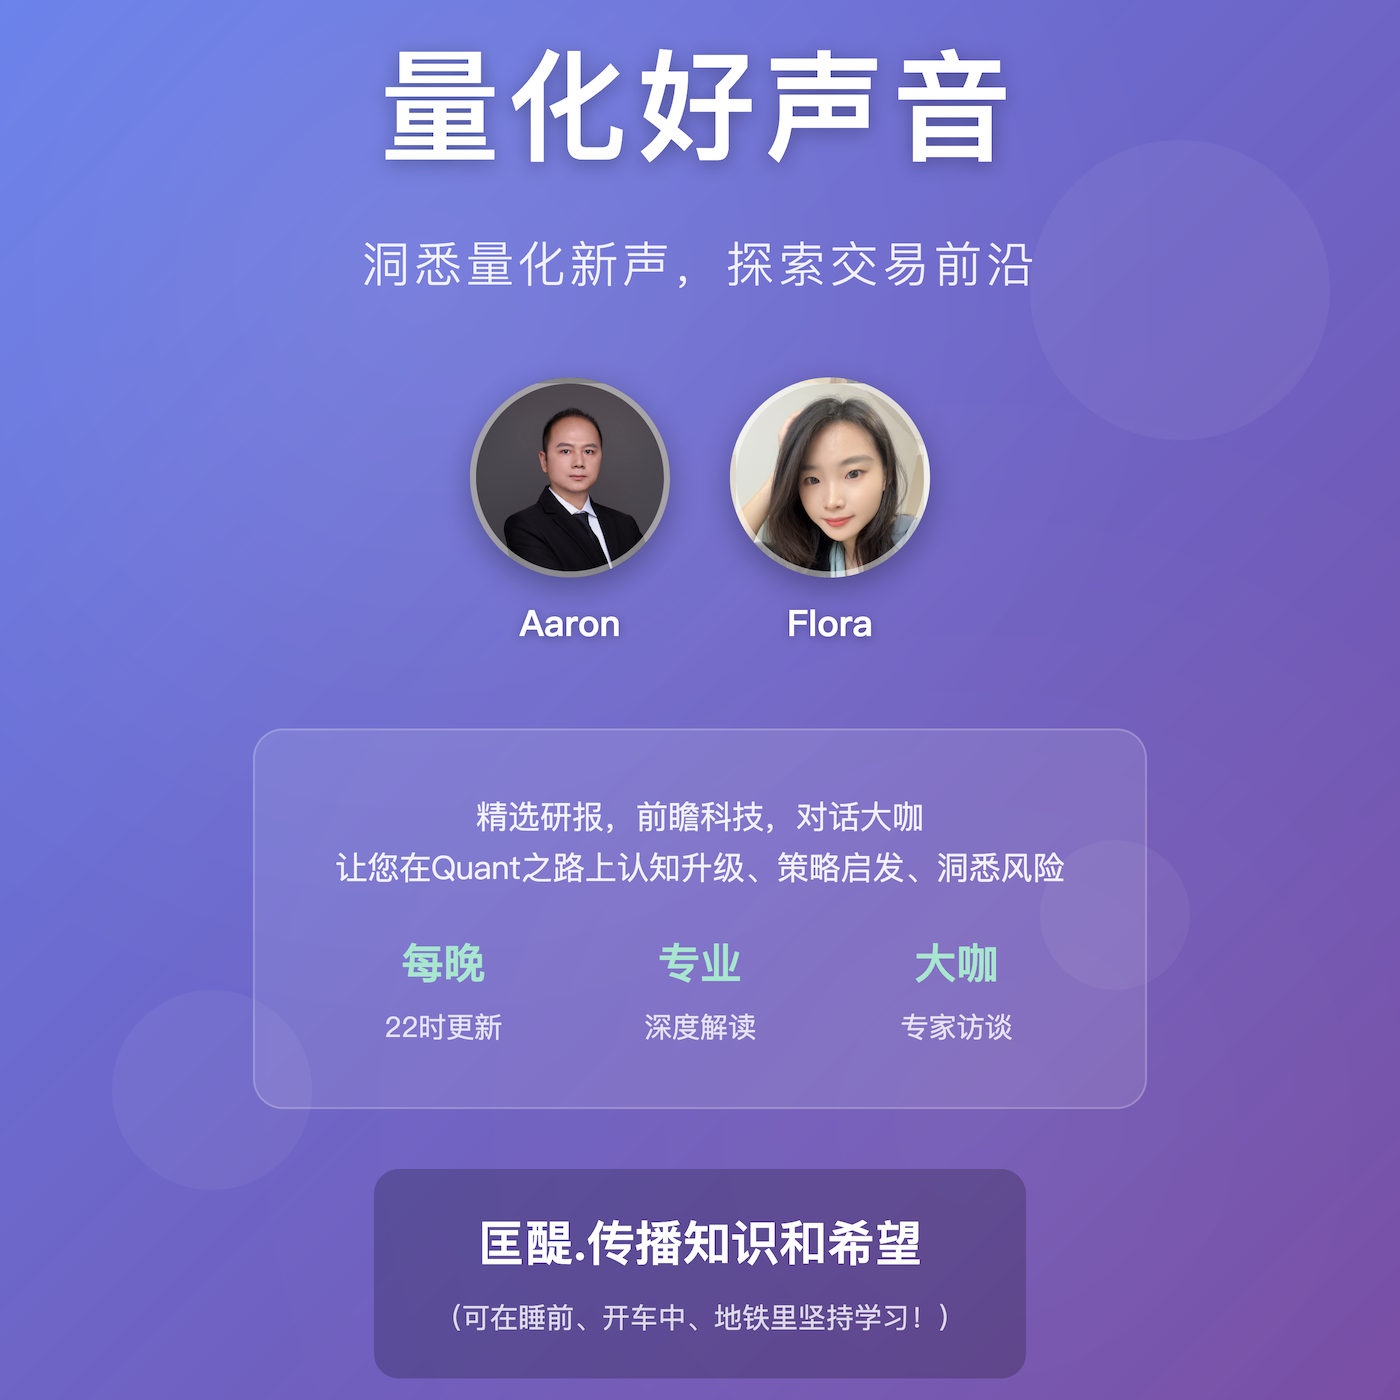 量化好声音
洞悉量化新声，探索交易前沿
Aaron
Flora
精选研报，前瞻科技，对话大咖
让您在Quant之路上认知升级、策略启发、洞悉风险
每晚
22时更新
专业
深度解读
大咖
专家访谈
匡醍.传播知识和希望
（可在睡前、开车中、地铁里坚持学习！）